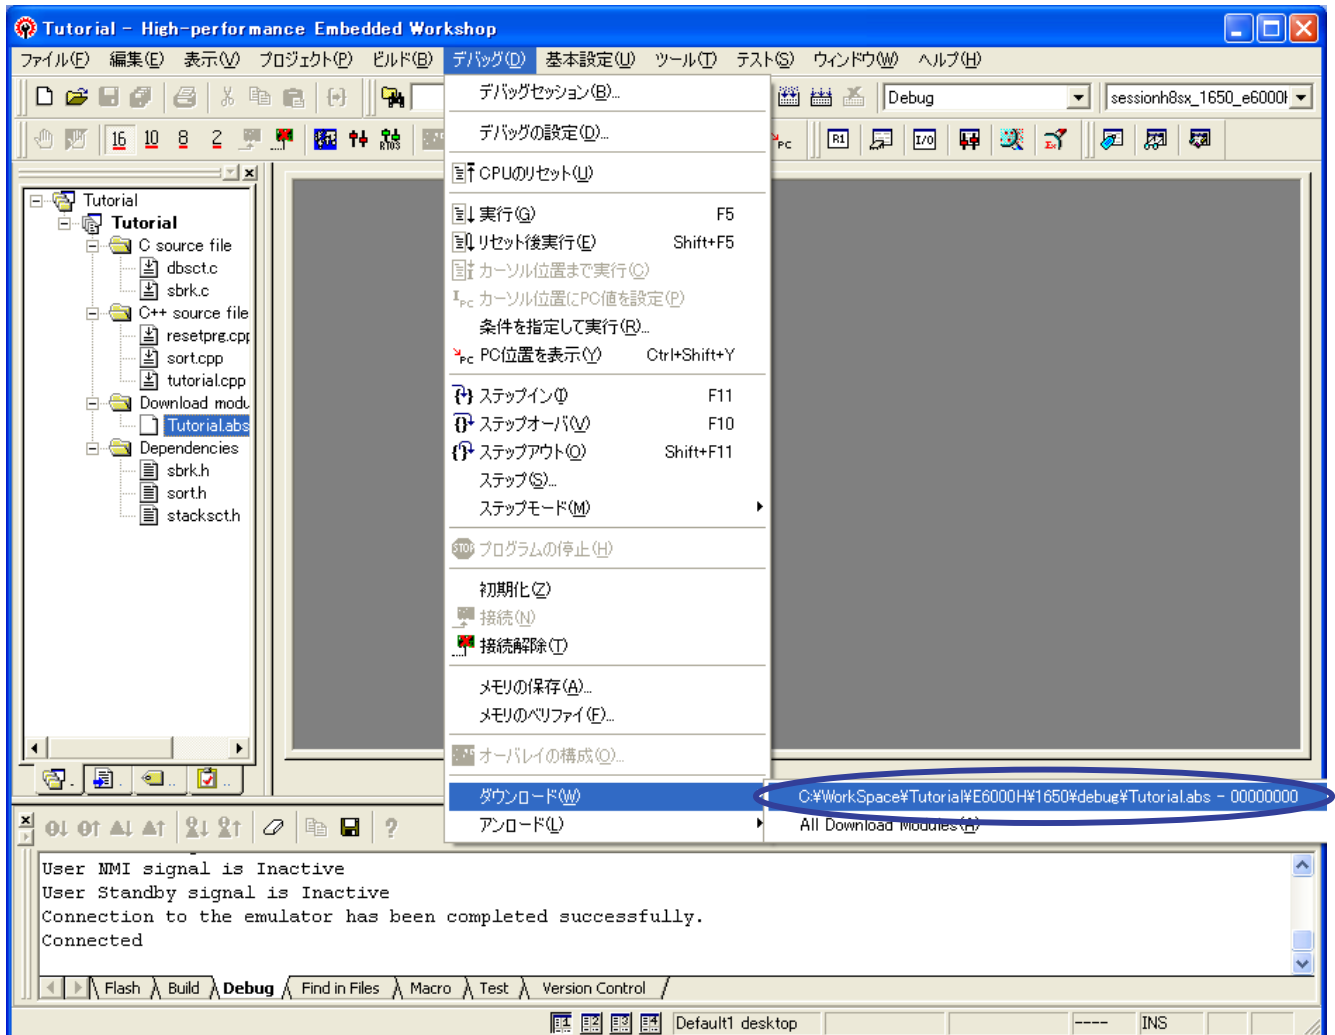 Tutorial - High-performance Embedded Workshop
ファイル(F) 編集(E) 表示(V) プロジェクト(P) ビルド(B) デバッグ(D) 基本設定(U) ツール(T) テスト(S) ウィンドウ(W) ヘルプ(H)
Debug
sessionh8sx_1650_e6000
16 10 8 2
RTOS
PC
R1
I/O
Ex
Tutorial
Tutorial
C source file
dbsct.c
sbrk.c
C++ source file
resetprg.cpp
sort.cpp
tutorial.cpp
Download modu
Tutorial.abs
Dependencies
sbrk.h
sort.h
stacksct.h
デバッグセッション(B)...
デバッグの設定(D)...
CPUのリセット(U)
実行(G) F5
リセット後実行(E) Shift+F5
カーソル位置まで実行(C)
PC カーソル位置にPC値を設定(P)
条件を指定して実行(R)...
PC PC位置を表示(Y) Ctrl+Shift+Y
ステップイン(I) F11
ステップオーバ(V) F10
ステップアウト(O) Shift+F11
ステップ(S)...
ステップモード(M)
STOP プログラムの停止(H)
初期化(Z)
接続(N)
接続解除(T)
メモリの保存(A)...
メモリのベリファイ(F)...
オーバレイの構成(O)...
ダウンロード(W)
アンロード(L)
C:¥WorkSpace¥Tutorial¥E6000H¥1650¥debug¥Tutorial.abs - 00000000
All Download Modules(A)
User NMI signal is Inactive
User Standby signal is Inactive
Connection to the emulator has been completed successfully.
Connected
Flash Build Debug Find in Files Macro Test Version Control
1 2 3 4 Default1 desktop ---- INS